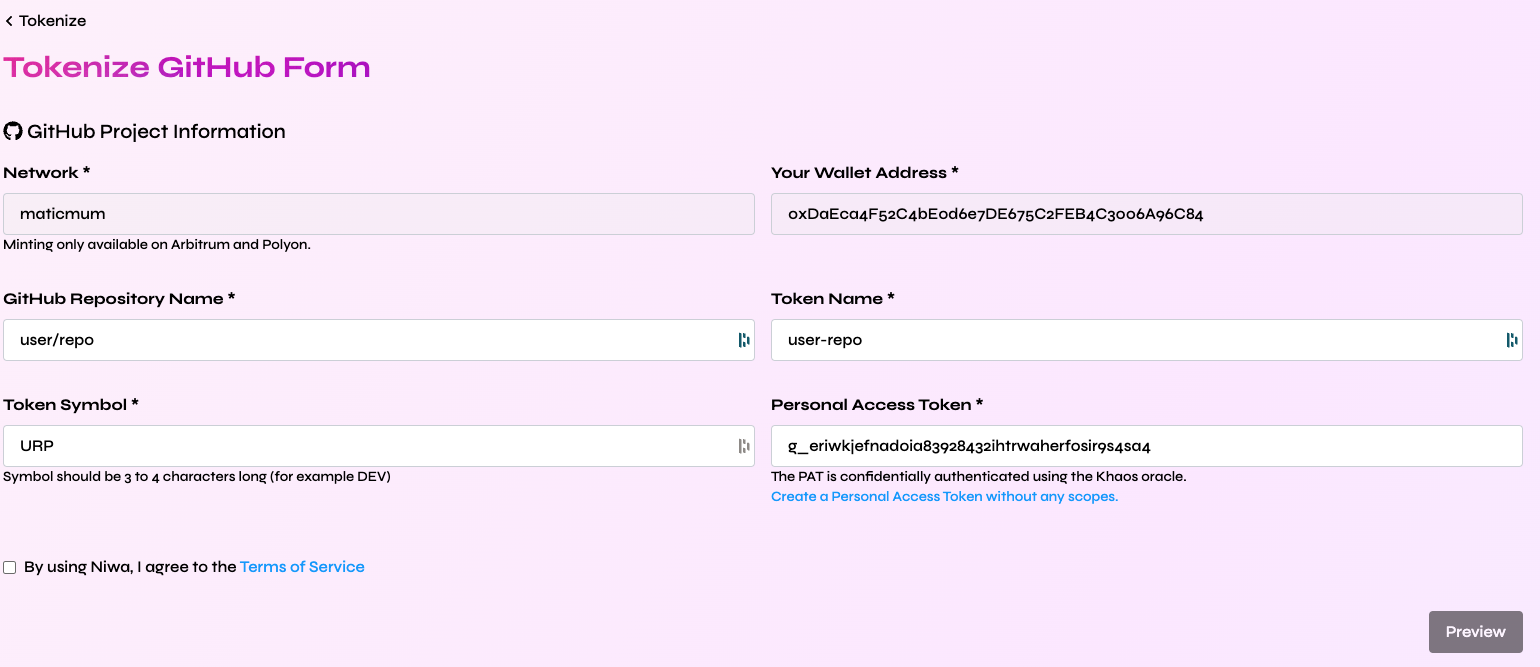 Tokenize
Tokenize GitHub Form
GitHub Project Information
Network *
Your Wallet Address *
maticmum
0xDaEca4F52C4bE0d6e7DE675C2FEB4C3006A96C84
Minting only available on Arbitrum and Polyon.
GitHub Repository Name *
Token Name *
user/repo
user-repo
Token Symbol *
Personal Access Token *
URP
g_eriwkjefnadoia83928432ihtrwaherfosir9s4sa4
Symbol should be 3 to 4 characters long (for example DEV)
The PAT is confidentially authenticated using the Khaos oracle.
Create a Personal Access Token without any scopes.
By using Niwa, I agree to the Terms of Service
Preview